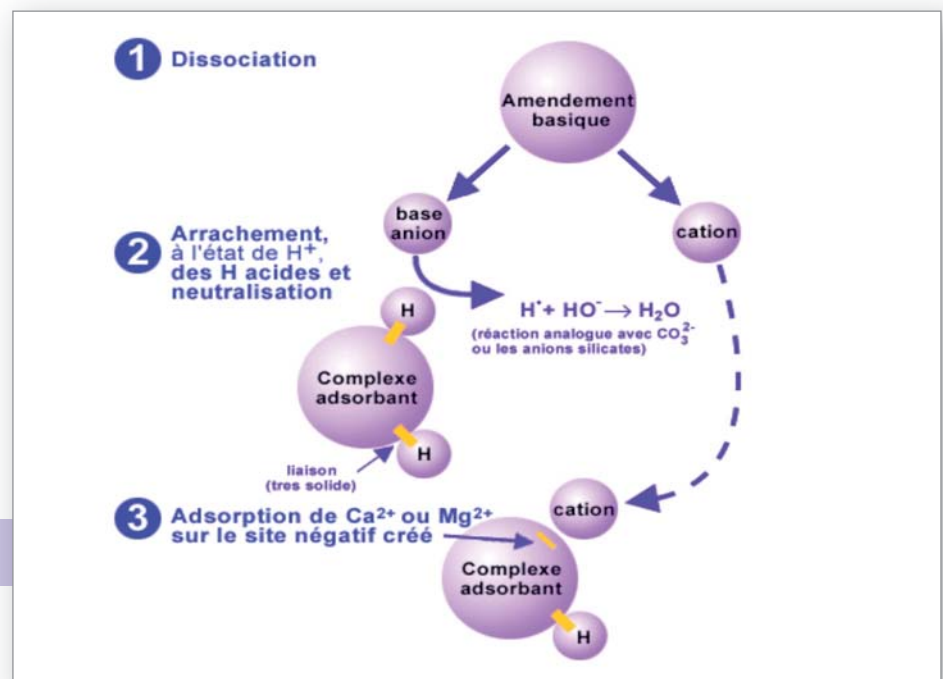 1 Dissociation
Amendement
basique
base
anion
cation
2 Arrachement,
à l'état de H+,
des H acides et
neutralisation
H
H•+ HO-→ H₂O
(réaction analogue avec CO₃²⁻
ou les anions silicates)
Complexe
adsorbant
H
liaison
(tres solide)
3 Adsorption de Ca²⁺ ou Mg²⁺
sur le site négatif créé
cation
Complexe
adsorbant
H